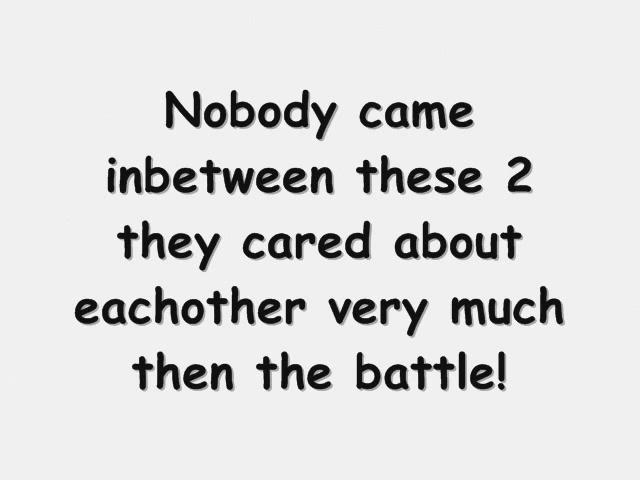 Nobody came
inbetween these 2
they cared about
eachother very much
then the battle!